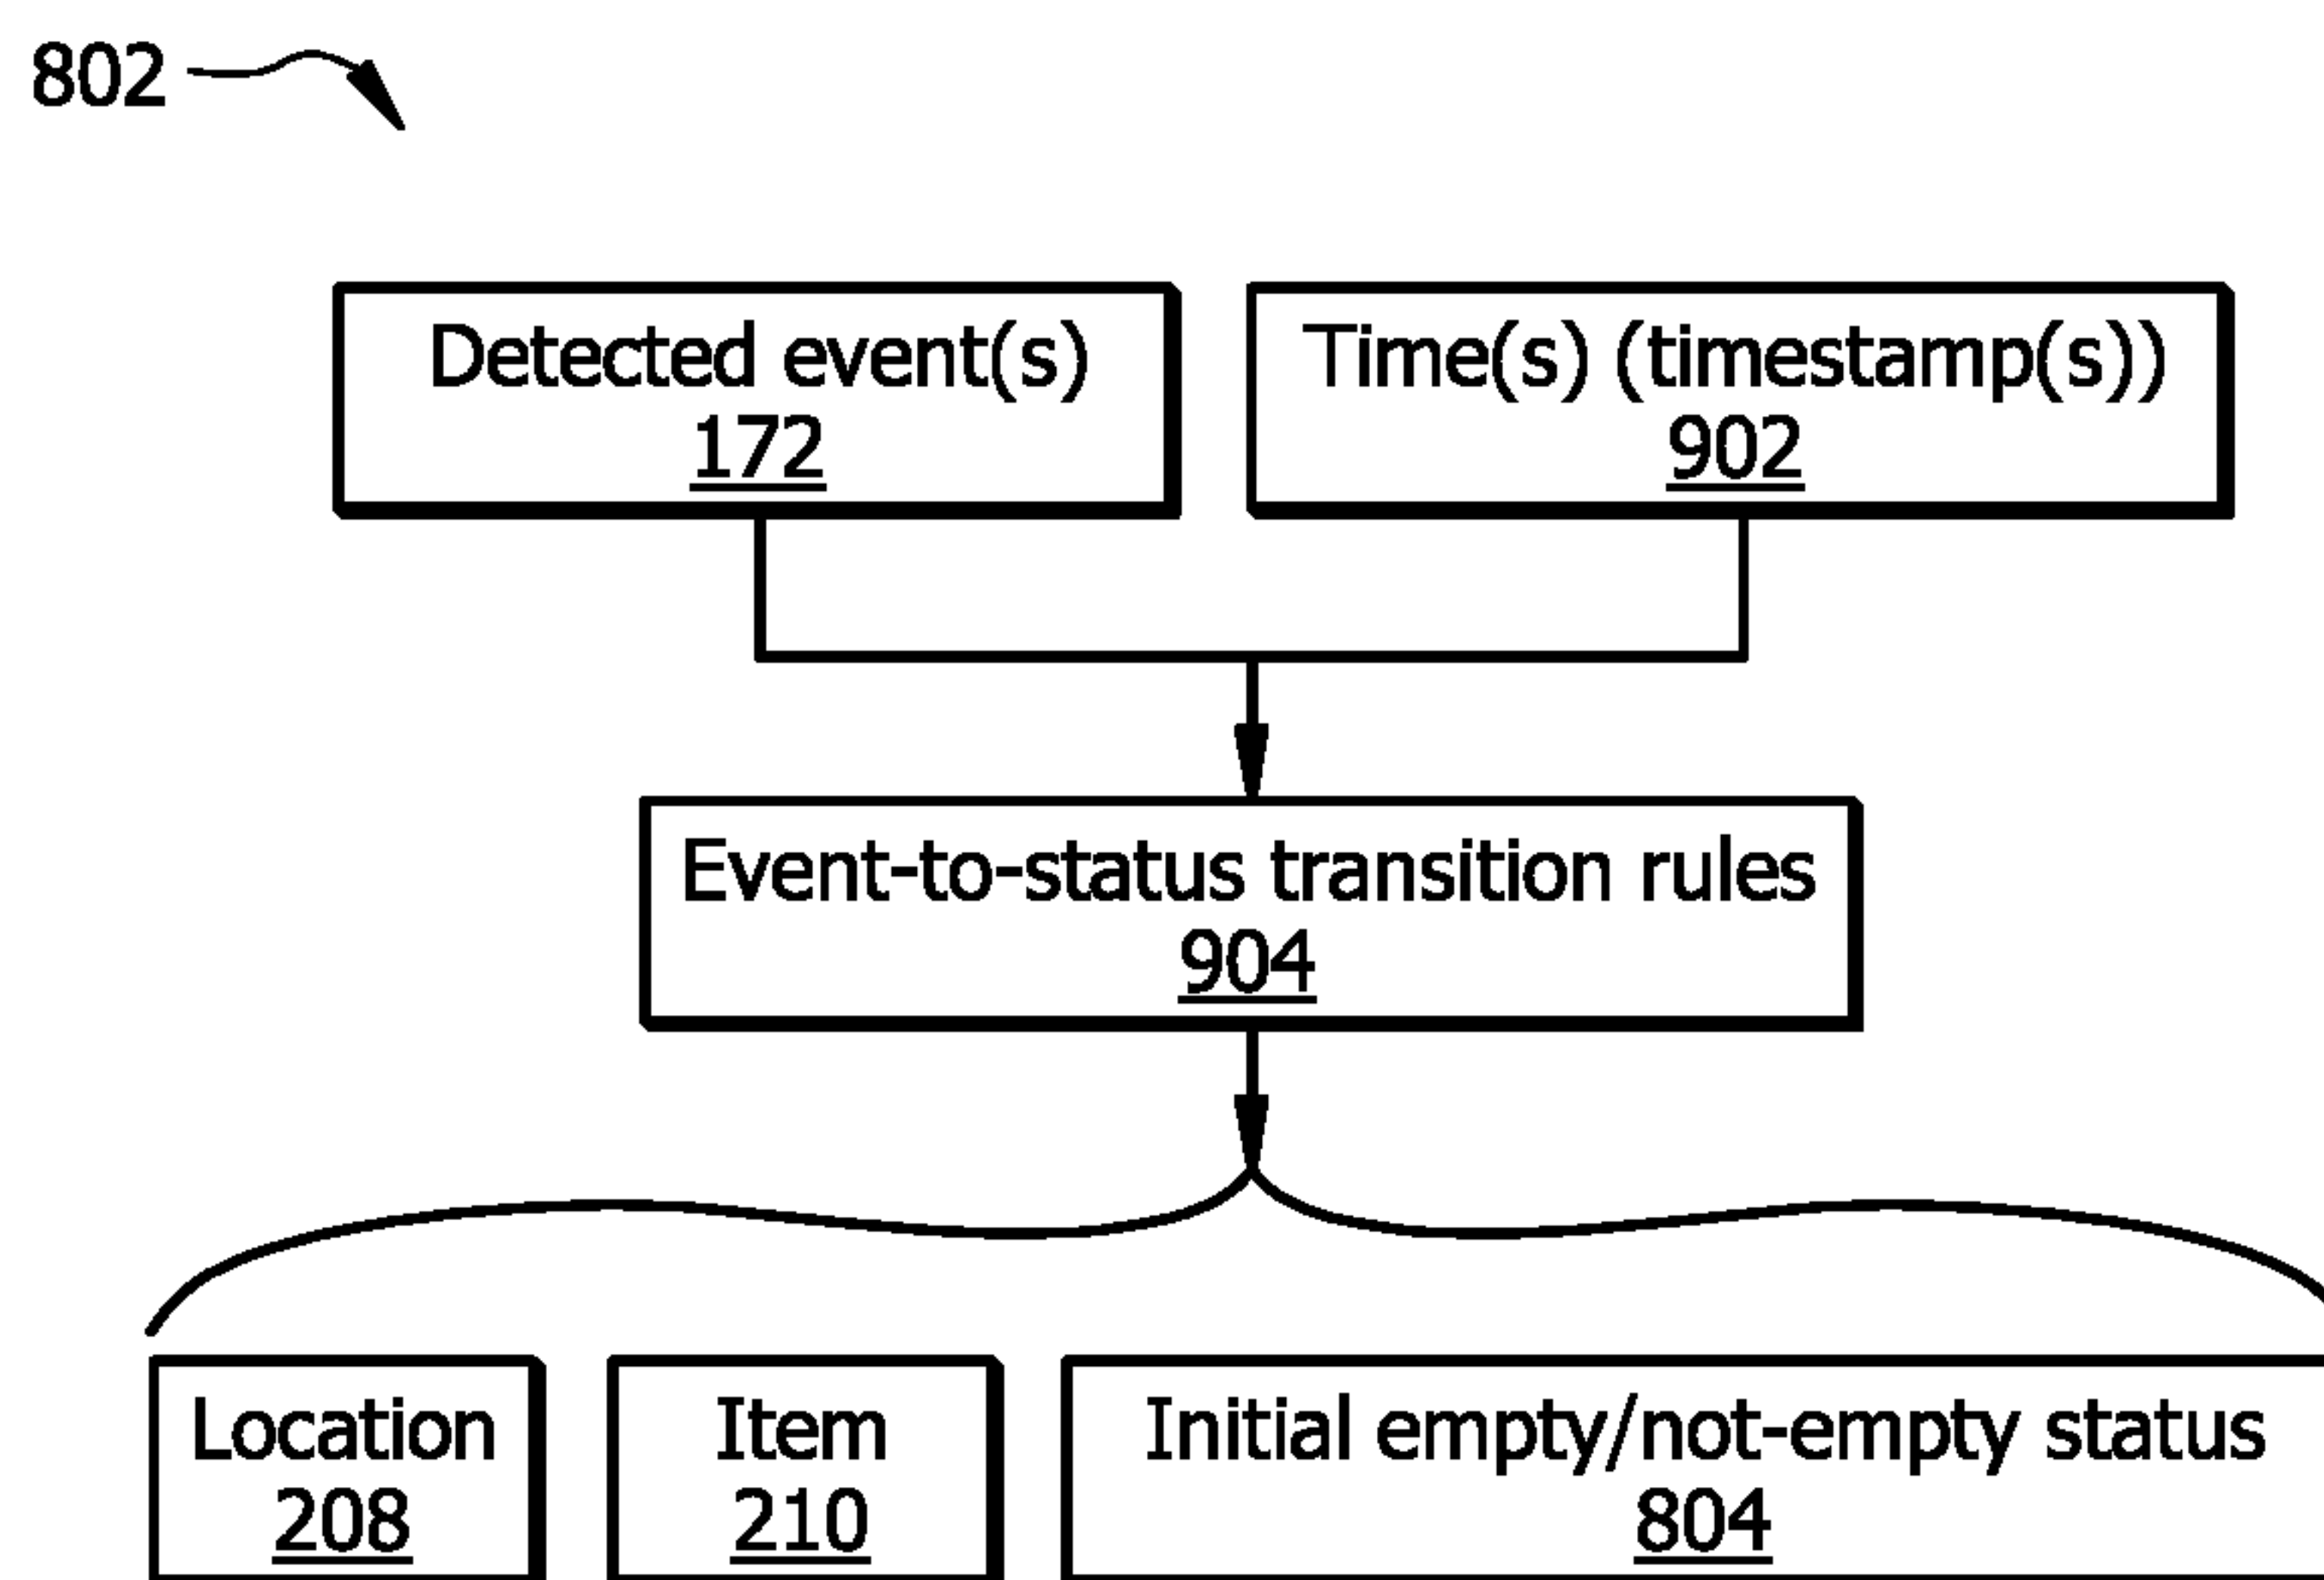 802
Detected event(s)
172
Time(s) (timestamp(s))
902
Event-to-status transition rules
904
Location
208
Item
210
Initial empty/not-empty status
804